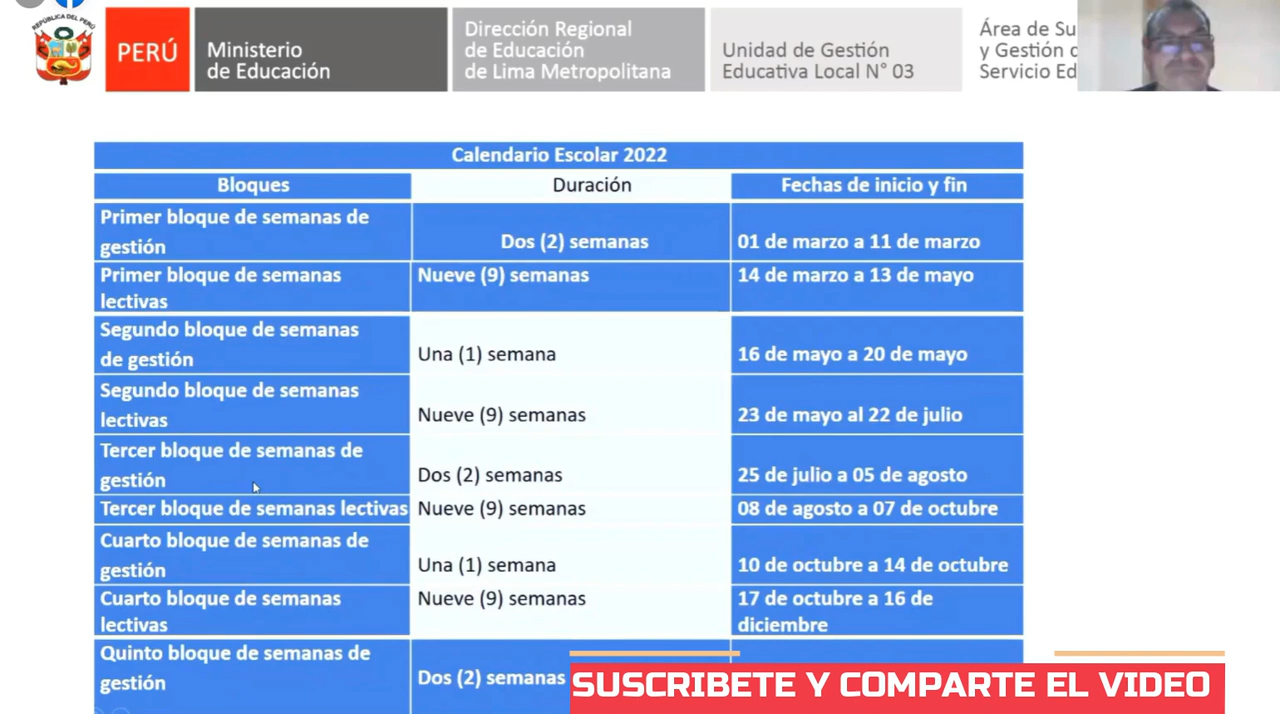 REPÚBLICA DEL PERÚ
PERÚ
Ministerio
de Educación
Dirección Regional
de Educación
de Lima Metropolitana
Unidad de Gestión
Educativa Local N° 03
Área de
y Gestión
Servicio
Calendario Escolar 2022
Bloques Duración Fechas de inicio y fin
Primer bloque de semanas de
gestión
Dos (2) semanas
01 de marzo a 11 de marzo
Primer bloque de semanas
lectivas
Nueve (9) semanas
14 de marzo a 13 de mayo
Segundo bloque de semanas
de gestión
Una (1) semana
16 de mayo a 20 de mayo
Segundo bloque de semanas
lectivas
Nueve (9) semanas
23 de mayo al 22 de julio
Tercer bloque de semanas de
gestión
Dos (2) semanas
25 de julio a 05 de agosto
Tercer bloque de semanas lectivas
Nueve (9) semanas
08 de agosto a 07 de octubre
Cuarto bloque de semanas de
gestión
Una (1) semana
10 de octubre a 14 de octubre
Cuarto bloque de semanas
lectivas
Nueve (9) semanas
17 de octubre a 16 de
diciembre
Quinto bloque de semanas de
gestión
Dos (2) semanas
SUSCRIBETE Y COMPARTE EL VIDEO